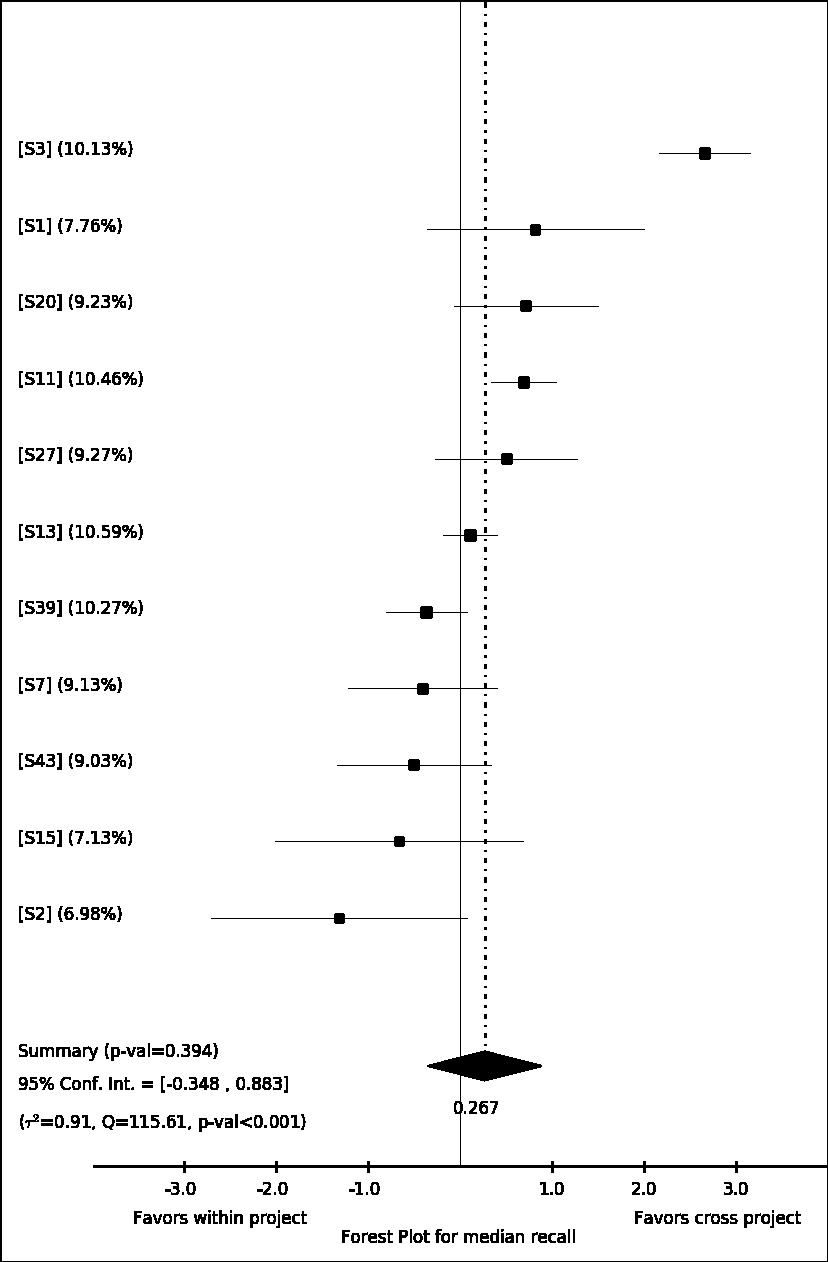 [S3] (10.13%)
[S1] (7.76%)
[S20] (9.23%)
[S11] (10.46%)
[S27] (9.27%)
[S13] (10.59%)
[S39] (10.27%)
[S7] (9.13%)
[S43] (9.03%)
[S15] (7.13%)
[S2] (6.98%)
Summary (p-val=0.394)
95% Conf. Int. = [-0.348 , 0.883]
0.267
(τ²=0.91, Q=115.61, p-val<0.001)
-3.0 -2.0 -1.0 1.0 2.0 3.0
Favors within project Favors cross project
Forest Plot for median recall